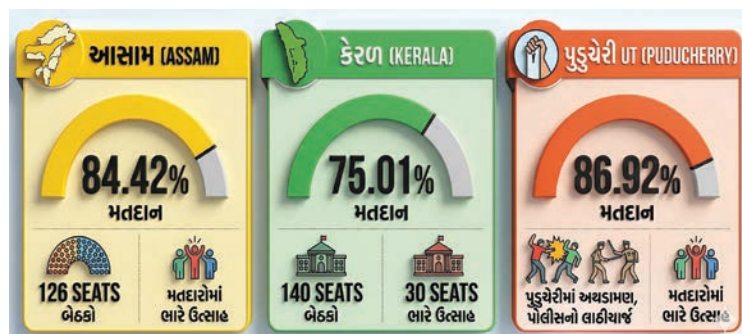 આસામ (ASSAM)
84.42%
મતદાન
126 SEATS
બેઠકો
મતદારોમાં
ભારે ઉત્સાહ
કેરળ (KERALA)
75.01%
મતદાન
140 SEATS
બેઠકો
30 SEATS
બેઠકો
પુડુચેરી UT (PUDUCHERRY)
86.92%
મતદાન
પુડુચેરીમાં અથડામણ,
પોલીસનો લાઠીચાર્જ
મતદારોમાં
ભારે ઉત્સાહ